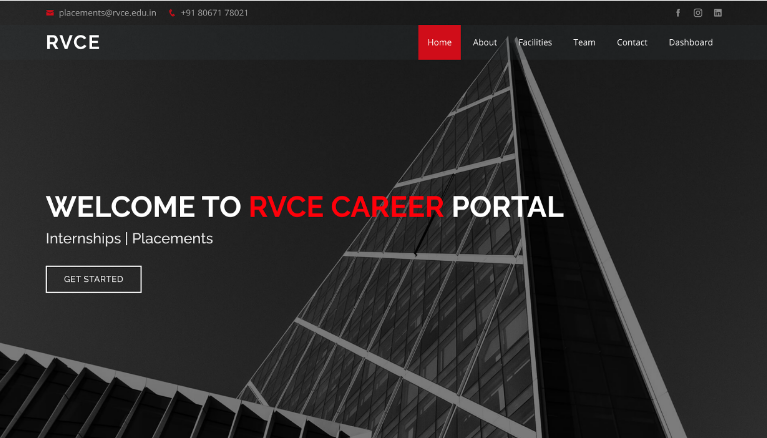 placements@rvce.edu.in +91 80671 78021
RVCE Home About Facilities Team Contact Dashboard
WELCOME TO RVCE CAREER PORTAL
Internships | Placements
GET STARTED